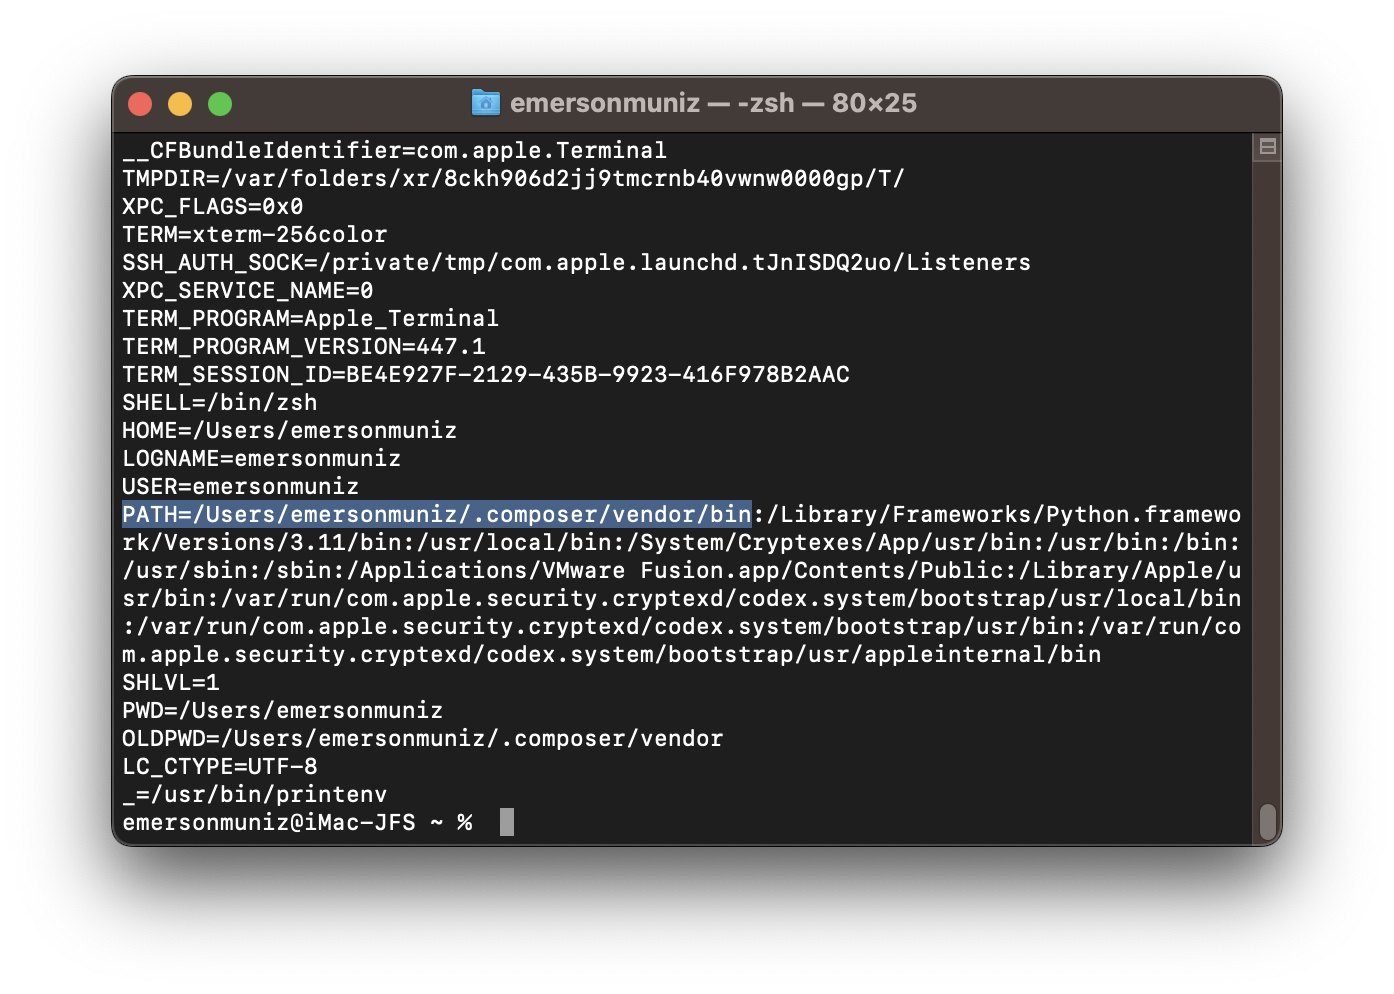 emersonmuniz — -zsh — 80×25
__CFBundleIdentifier=com.apple.Terminal
TMPDIR=/var/folders/xr/8ckh906d2jj9tmcrnb40vwnw0000gp/T/
XPC_FLAGS=0x0
TERM=xterm-256color
SSH_AUTH_SOCK=/private/tmp/com.apple.launchd.tJnISDQ2uo/Listeners
XPC_SERVICE_NAME=0
TERM_PROGRAM=Apple_Terminal
TERM_PROGRAM_VERSION=447.1
TERM_SESSION_ID=BE4E927F-2129-435B-9923-416F978B2AAC
SHELL=/bin/zsh
HOME=/Users/emersonmuniz
LOGNAME=emersonmuniz
USER=emersonmuniz
PATH=/Users/emersonmuniz/.composer/vendor/bin:/Library/Frameworks/Python.framewo
rk/Versions/3.11/bin:/usr/local/bin:/System/Cryptexes/App/usr/bin:/usr/bin:/bin:
/usr/sbin:/sbin:/Applications/VMware Fusion.app/Contents/Public:/Library/Apple/u
sr/bin:/var/run/com.apple.security.cryptexd/codex.system/bootstrap/usr/local/bin
:/var/run/com.apple.security.cryptexd/codex.system/bootstrap/usr/bin:/var/run/co
m.apple.security.cryptexd/codex.system/bootstrap/usr/appleinternal/bin
SHLVL=1
PWD=/Users/emersonmuniz
OLDPWD=/Users/emersonmuniz/.composer/vendor
LC_CTYPE=UTF-8
_=/usr/bin/printenv
emersonmuniz@iMac-JFS ~ %